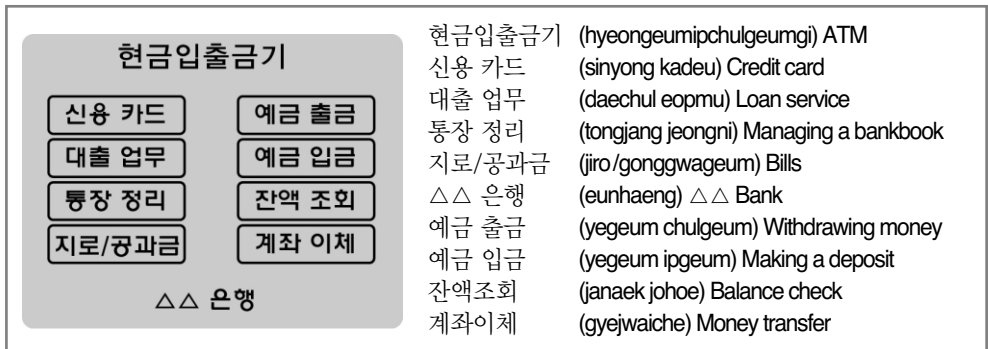 현금입출금기
신용 카드 예금 출금
대출 업무 예금 입금
통장 정리 잔액 조회
지로/공과금 계좌 이체
△△ 은행
현금입출금기 (hyeongeumipchulgeumgi) ATM
신용 카드 (sinyong kadeu) Credit card
대출 업무 (daechul eopmu) Loan service
통장 정리 (tongjang jeongni) Managing a bankbook
지로/공과금 (jiro/gonggwageum) Bills
△△ 은행 (eunhaeng) △△ Bank
예금 출금 (yegeum chulgeum) Withdrawing money
예금 입금 (yegeum ipgeum) Making a deposit
잔액조회 (janaek johoe) Balance check
계좌이체 (gyejwaiche) Money transfer